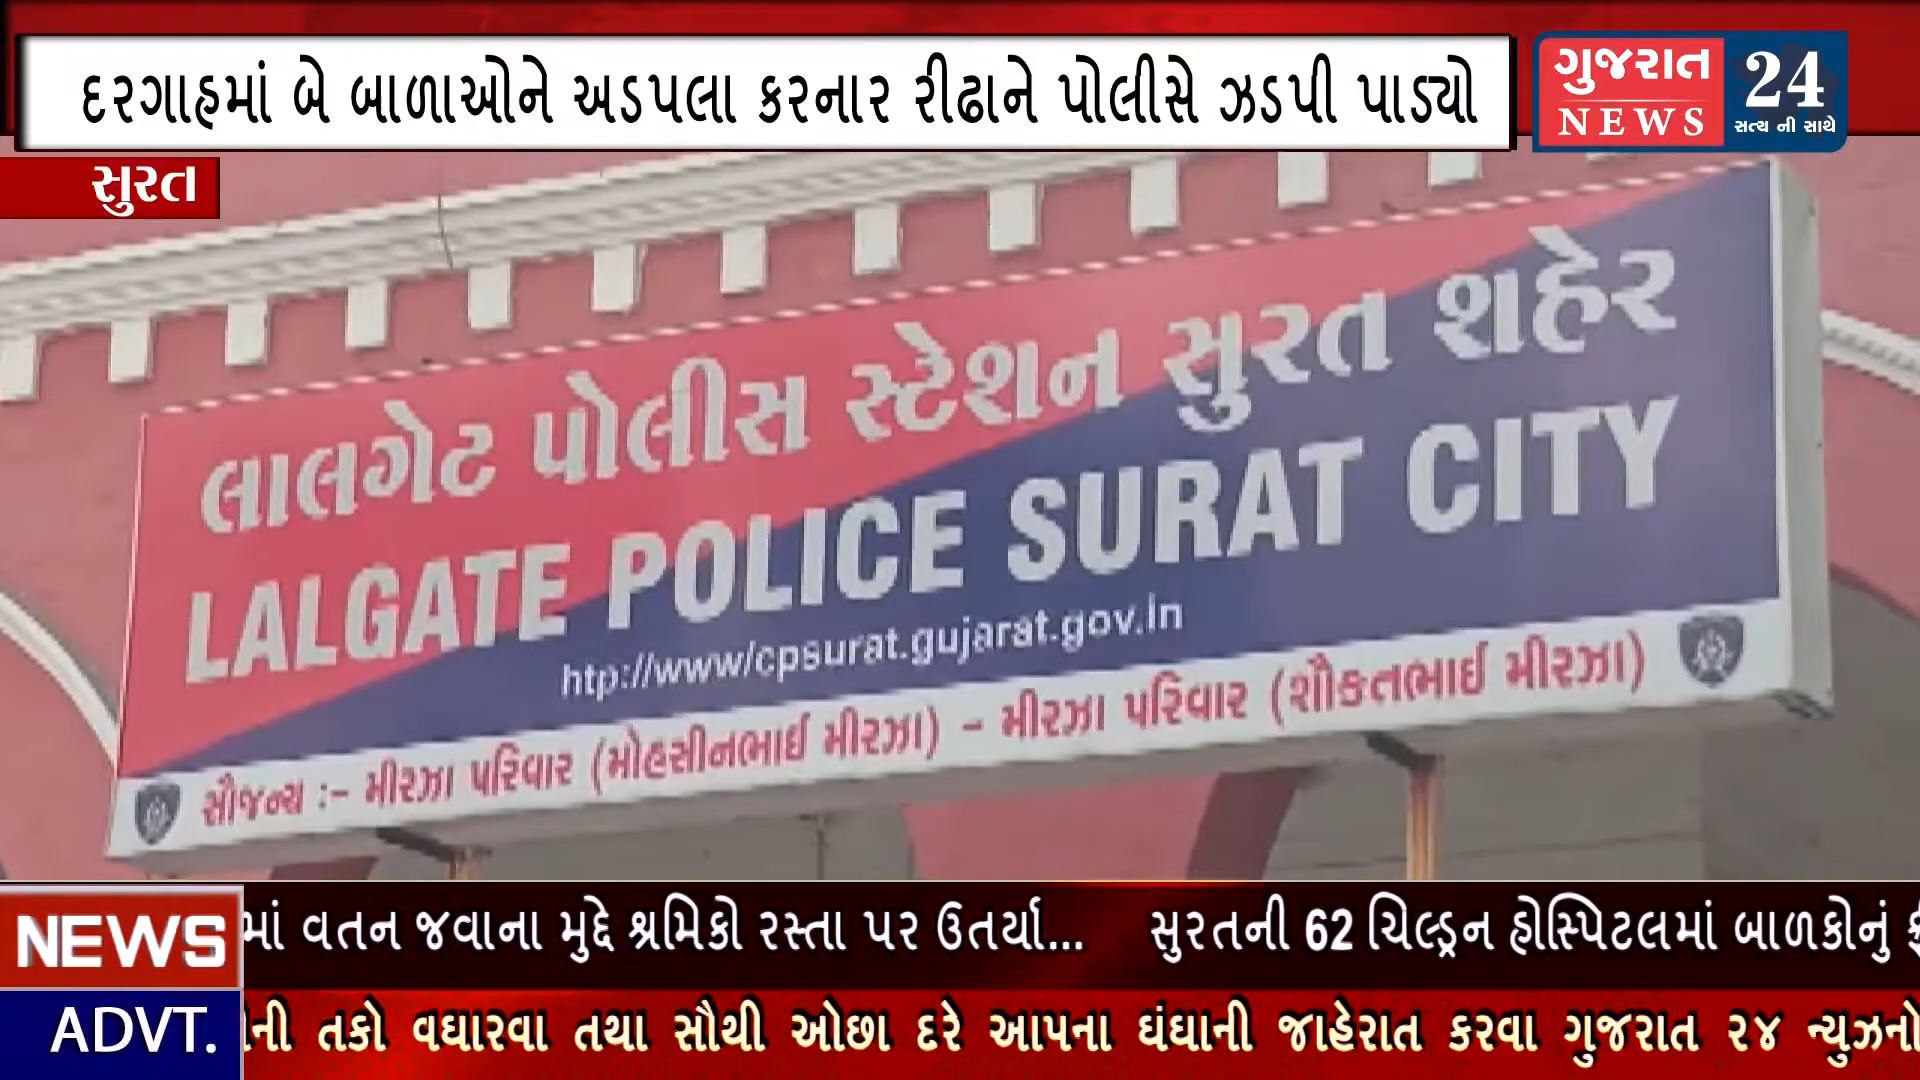 દરગાહમાં બે બાળાઓને અડપલા કરનાર રીઢાને પોલીસે ઝડપી પાડ્યો
ગુજરાત
NEWS
24
સત્ય ની સાથે
સુરત
લાલગેટ પોલીસ સ્ટેશન સુરત શહેર
LALGATE POLICE SURAT CITY
htp://www/cpsurat.gujarat.gov.in
સૌજન્ય :- મીરઝા પરિવાર (મોહસીનભાઈ મીરઝા) - મીરઝા પરિવાર (શૌકતભાઈ મીરઝા)
NEWS
માં વતન જવાના મુદ્દે શ્રમિકો રસ્તા પર ઉતર્યા... સુરતની 62 ચિલ્ડ્રન હોસ્પિટલમાં બાળકોનું
ADVT.
ની તકો વધારવા તથા સૌથી ઓછા દરે આપના ઘંઘાની જાહેરાત કરવા ગુજરાત ૨૪ ન્યુઝનો